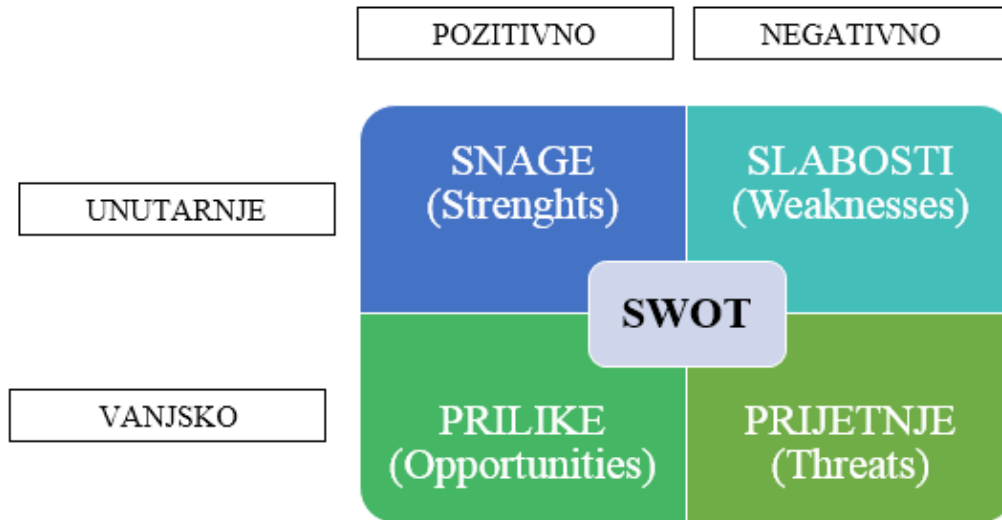 POZITIVNO
NEGATIVNO
UNUTARNJE
SNAGE
(Strenghts)
SLABOSTI
(Weaknesses)
SWOT
VANJSKO
PRILIKE
(Opportunities)
PRIJETNJE
(Threats)